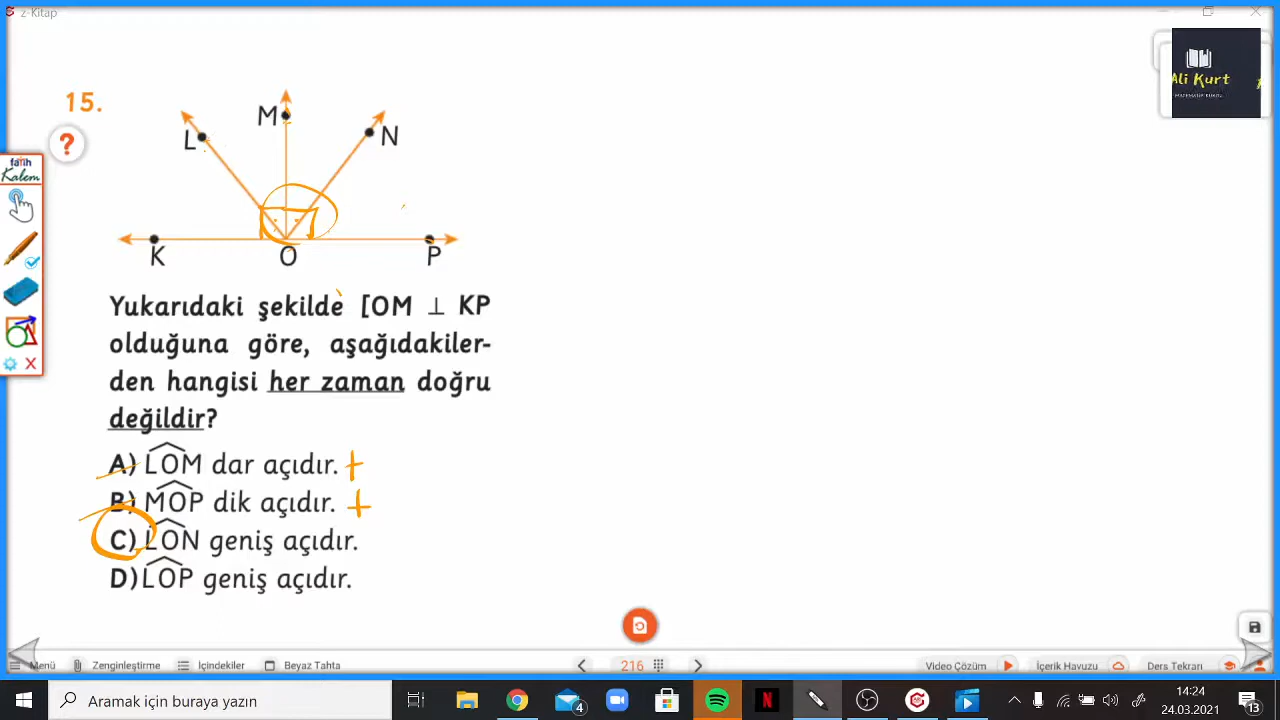 z-Kitap
Ali Kurt
15.
?
M
L
N
K
O
P
fatih
Kalem
Yukarıdaki şekilde [OM ⊥ KP
olduğuna göre, aşağıdakiler-
den hangisi her zaman doğru
değildir?
A) LOM dar açıdır. +
B) MOP dik açıdır. +
C) LON geniş açıdır.
D) LOP geniş açıdır.
Menü Zenginleştirme İçindekiler Beyaz Tahta 216 Video Çözüm İçerik Havuzu Ders Tekrarı
Aramak için buraya yazın 4 14:24
24.03.2021 13